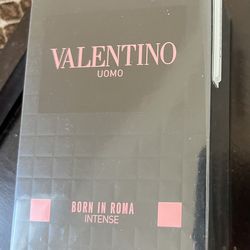 VALENTINO
UOMO
BORN IN ROMA
INTENSE